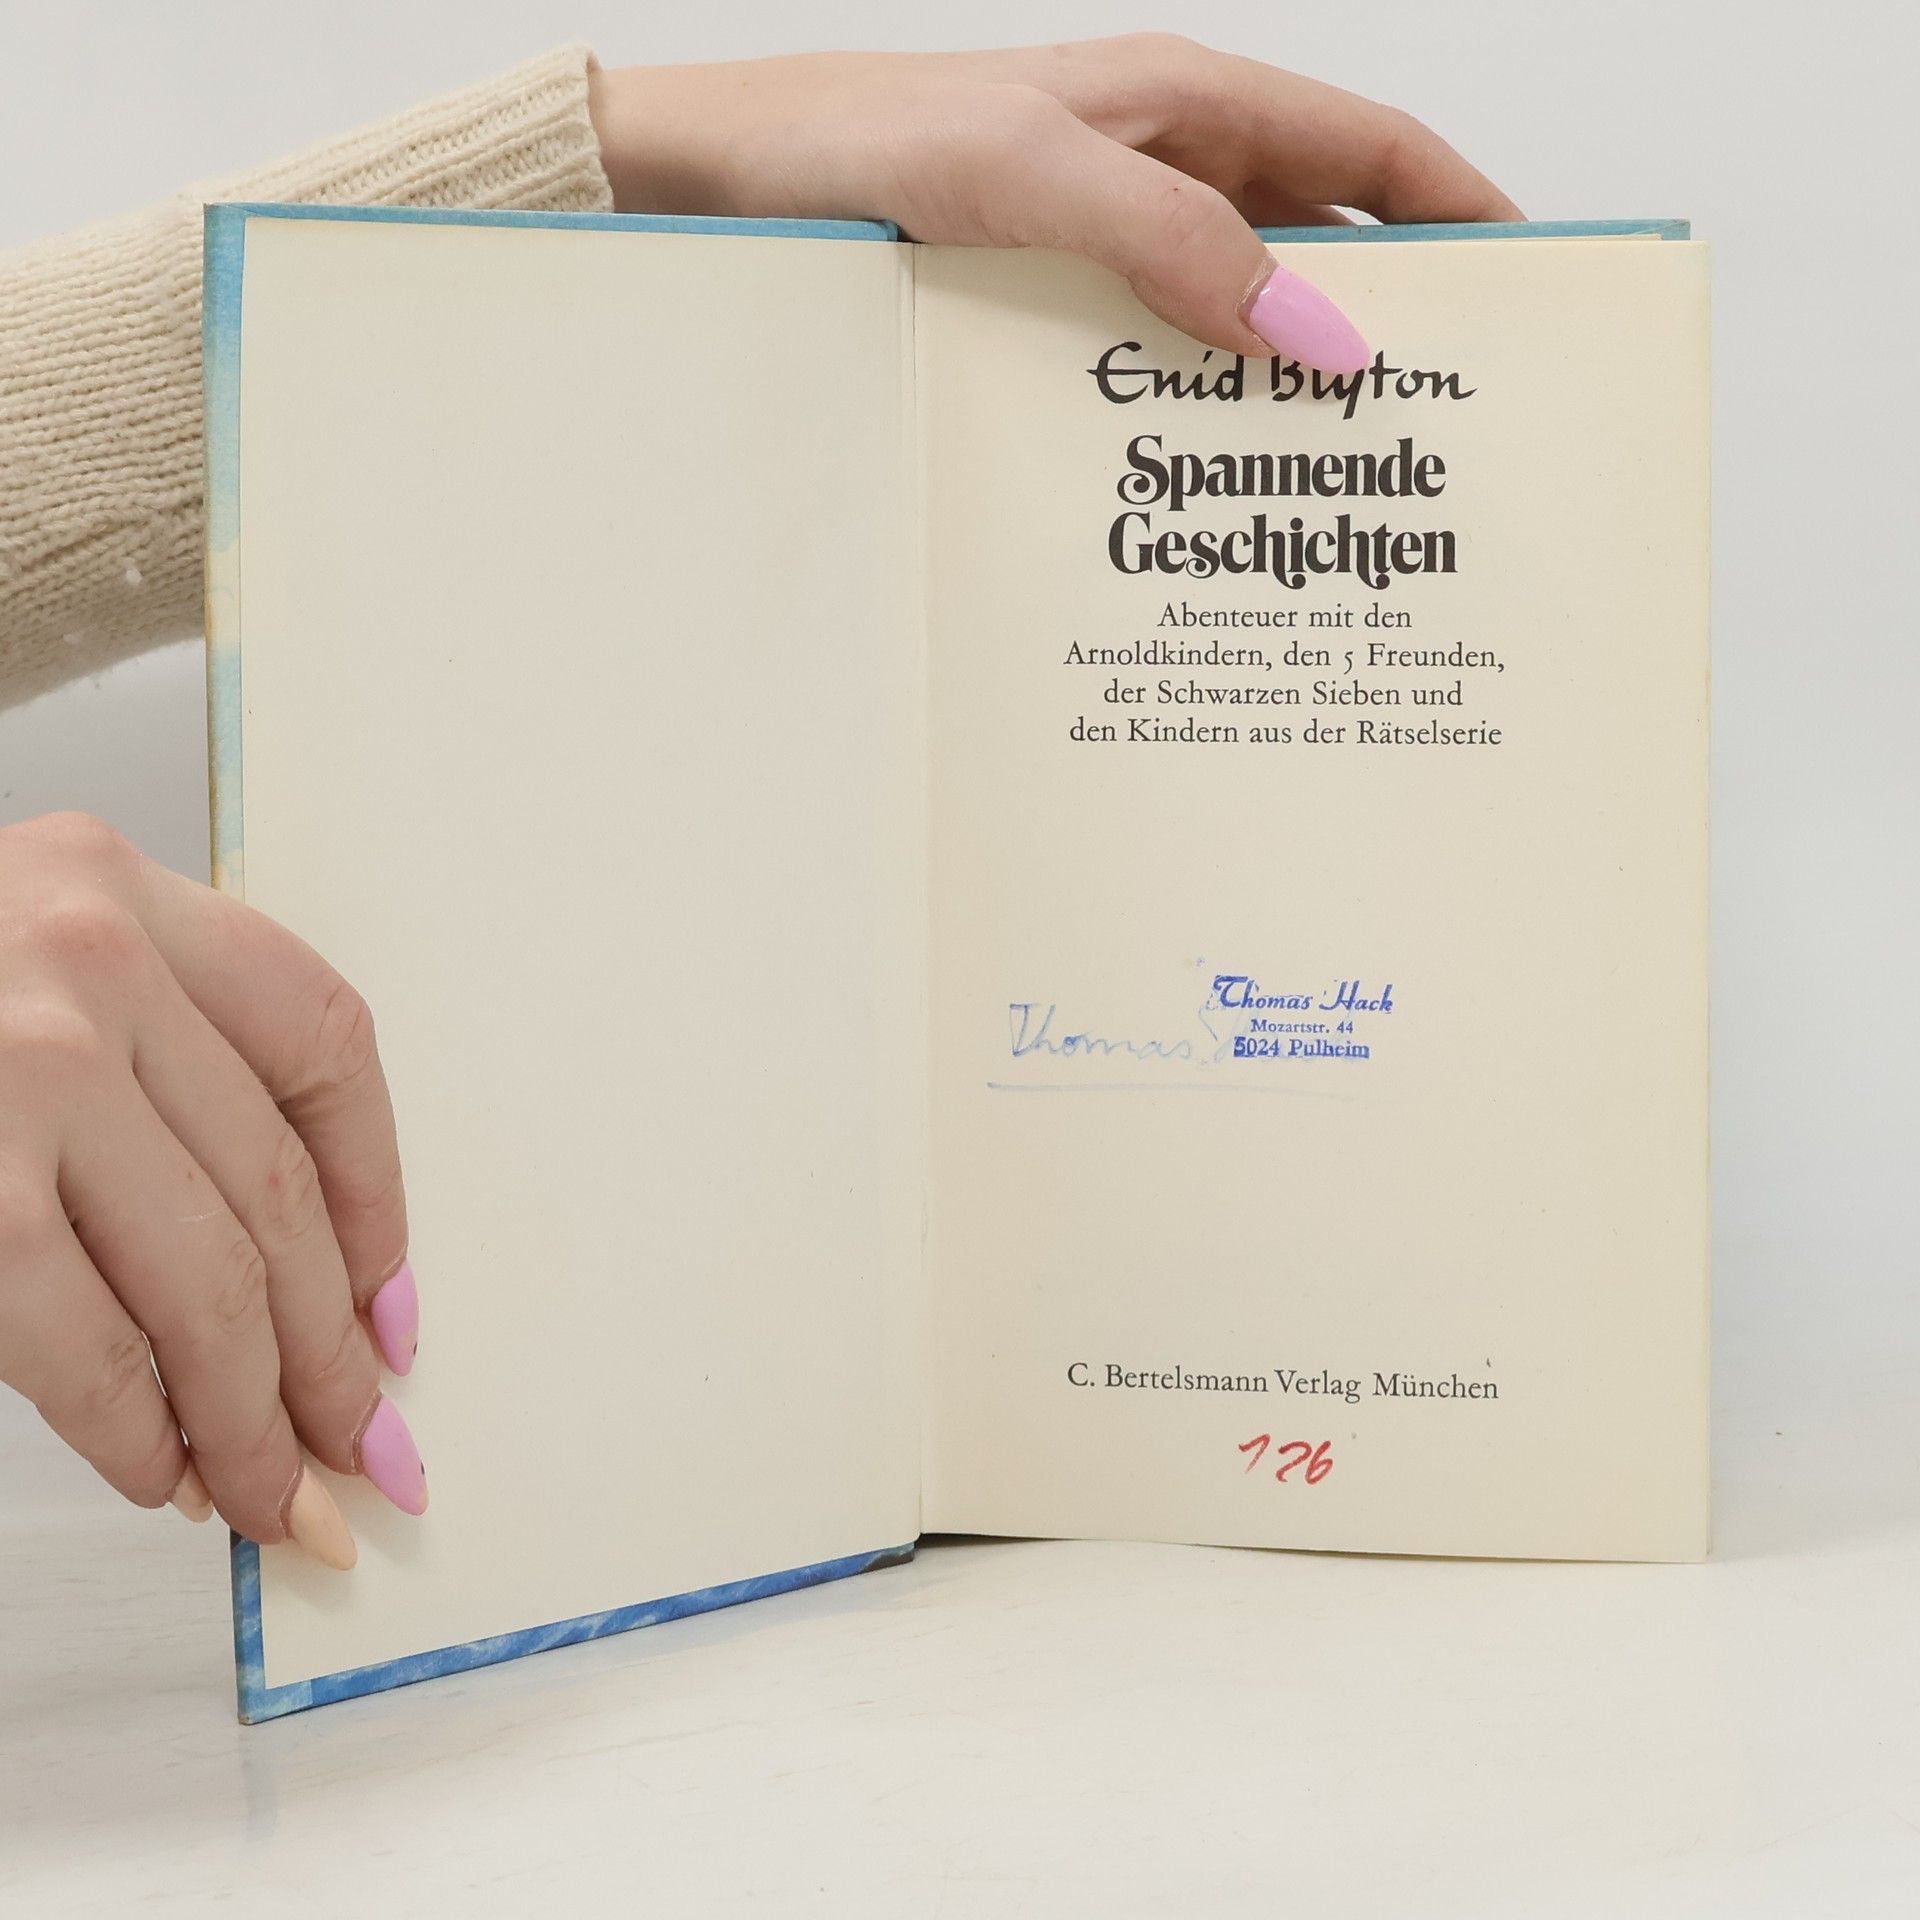 Enid Blyton
Spannende
Geschichten
Abenteuer mit den
Arnoldkindern, den 5 Freunden,
der Schwarzen Sieben und
den Kindern aus der Rätselserie
Thomas Hack
Mozartstr. 44
5024 Pulheim
Thomas
C. Bertelsmann Verlag München
126